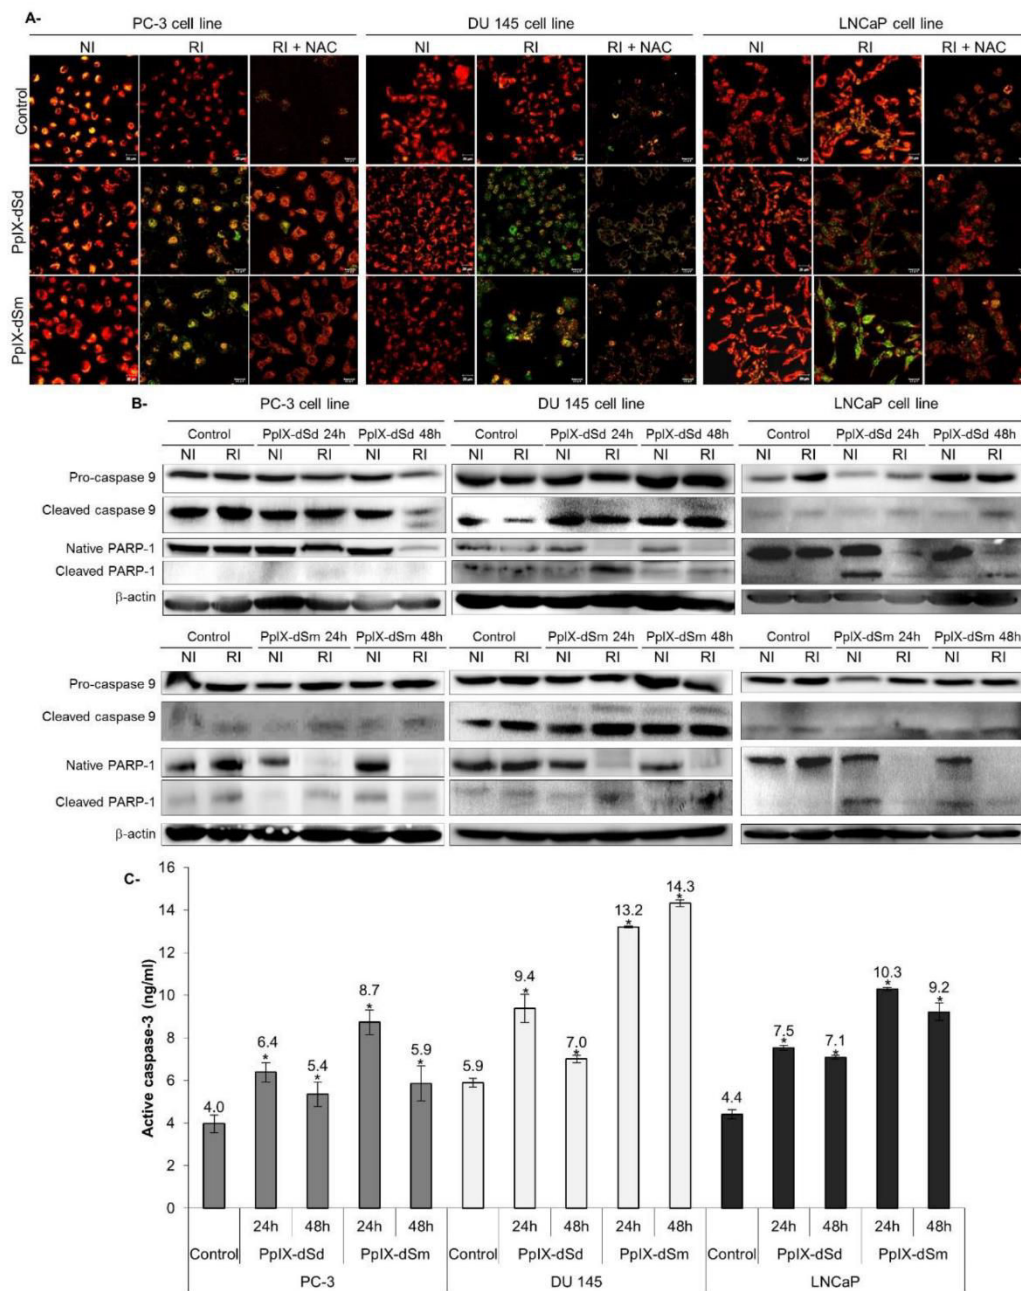 A-
PC-3 cell line DU 145 cell line LNCaP cell line
NI RI RI + NAC NI RI RI + NAC NI RI RI + NAC
Control
PpIX-dSd
PpIX-dSm
B-
PC-3 cell line DU 145 cell line LNCaP cell line
Control PpIX-dSd 24h PpIX-dSd 48h Control PpIX-dSd 24h PpIX-dSd 48h Control PpIX-dSd 24h PpIX-dSd 48h
NI RI NI RI NI RI NI RI NI RI NI RI NI RI NI RI NI RI
Pro-caspase 9
Cleaved caspase 9
Native PARP-1
Cleaved PARP-1
β-actin
Control PpIX-dSm 24h PpIX-dSm 48h Control PpIX-dSm 24h PpIX-dSm 48h Control PpIX-dSm 24h PpIX-dSm 48h
NI RI NI RI NI RI NI RI NI RI NI RI NI RI NI RI NI RI
Pro-caspase 9
Cleaved caspase 9
Native PARP-1
Cleaved PARP-1
β-actin
C-
Active caspase-3 (ng/ml)
16
14
12
10
8
6
4
2
0
4.0 6.4 5.4 8.7 5.9 5.9 9.4 7.0 13.2 14.3 4.4 7.5 7.1 10.3 9.2
* * * * * * * * * * * *
24h 48h 24h 48h 24h 48h 24h 48h 24h 48h 24h 48h
Control PpIX-dSd PpIX-dSm Control PpIX-dSd PpIX-dSm Control PpIX-dSd PpIX-dSm
PC-3 DU 145 LNCaP